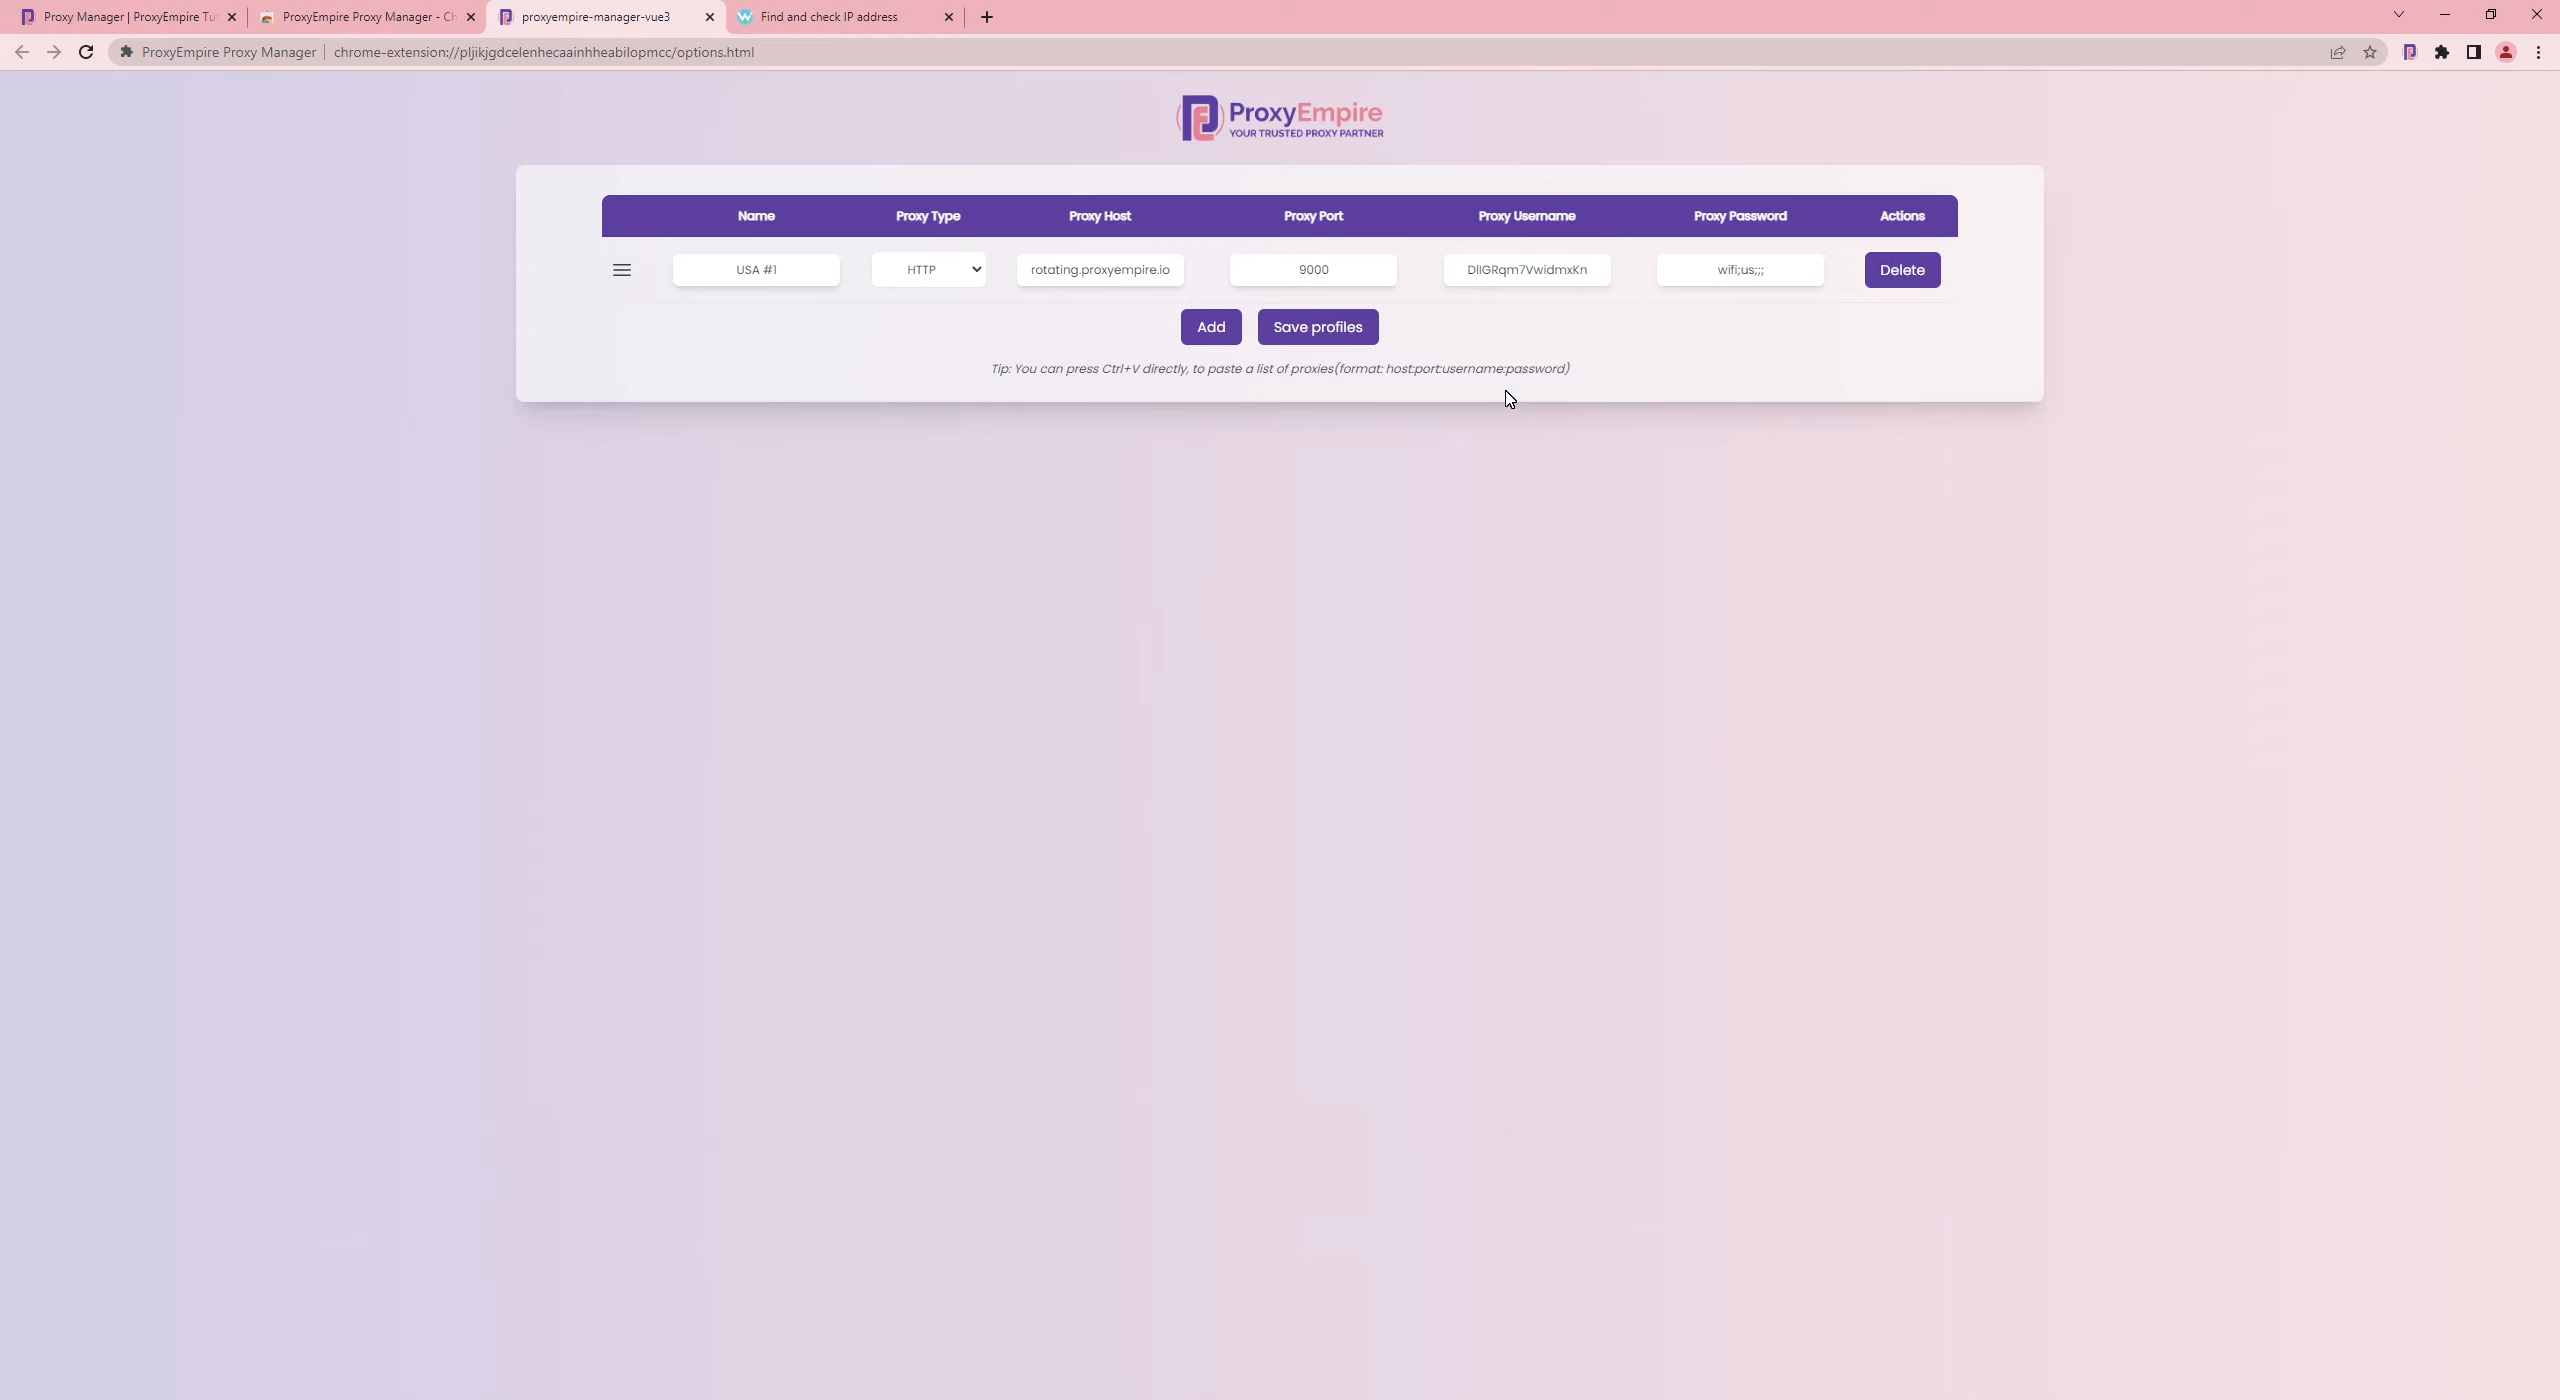 Proxy Manager | ProxyEmpire Tu
ProxyEmpire Proxy Manager - Ch
proxyempire-manager-vue3
Find and check IP address
ProxyEmpire Proxy Manager
chrome-extension://pljikjgdcelenhecaainhheabilopmcc/options.html
ProxyEmpire
YOUR TRUSTED PROXY PARTNER
Name Proxy Type Proxy Host Proxy Port Proxy Username Proxy Password Actions
USA #1 HTTP rotating.proxyempire.io 9000 wifi;us;;; Delete
Add Save profiles
Tip: You can press Ctrl+V directly, to paste a list of proxies(format: host:port:username:password)